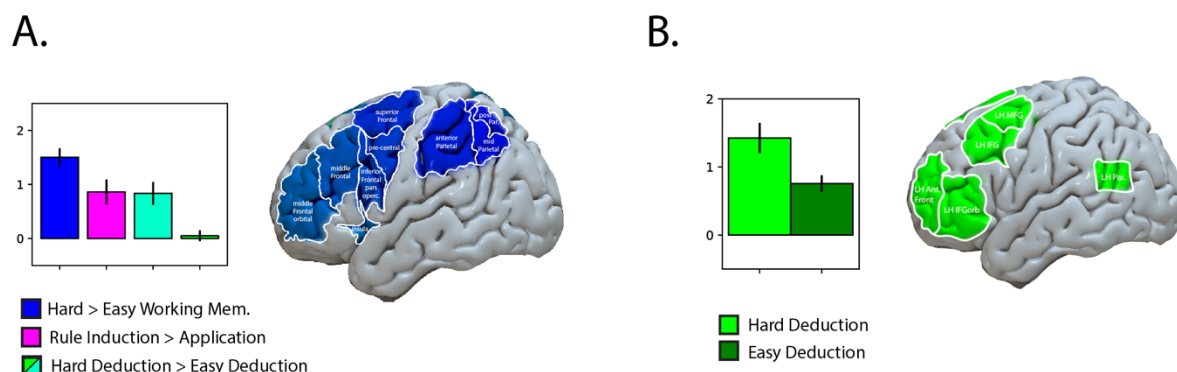 A.
2
1
0
superior
Frontal
pre-central
middle
Frontal
inferior
Frontal
pars
operc.
middle
Frontal
orbital
insula
anterior
Parietal
post
Par.
mid
Parietal
Hard > Easy Working Mem.
Rule Induction > Application
Hard Deduction > Easy Deduction
B.
2
1
0
LH MFG
LH IFG
LH Ant.
Front
LH IFGorb
LH Par.
Hard Deduction
Easy Deduction